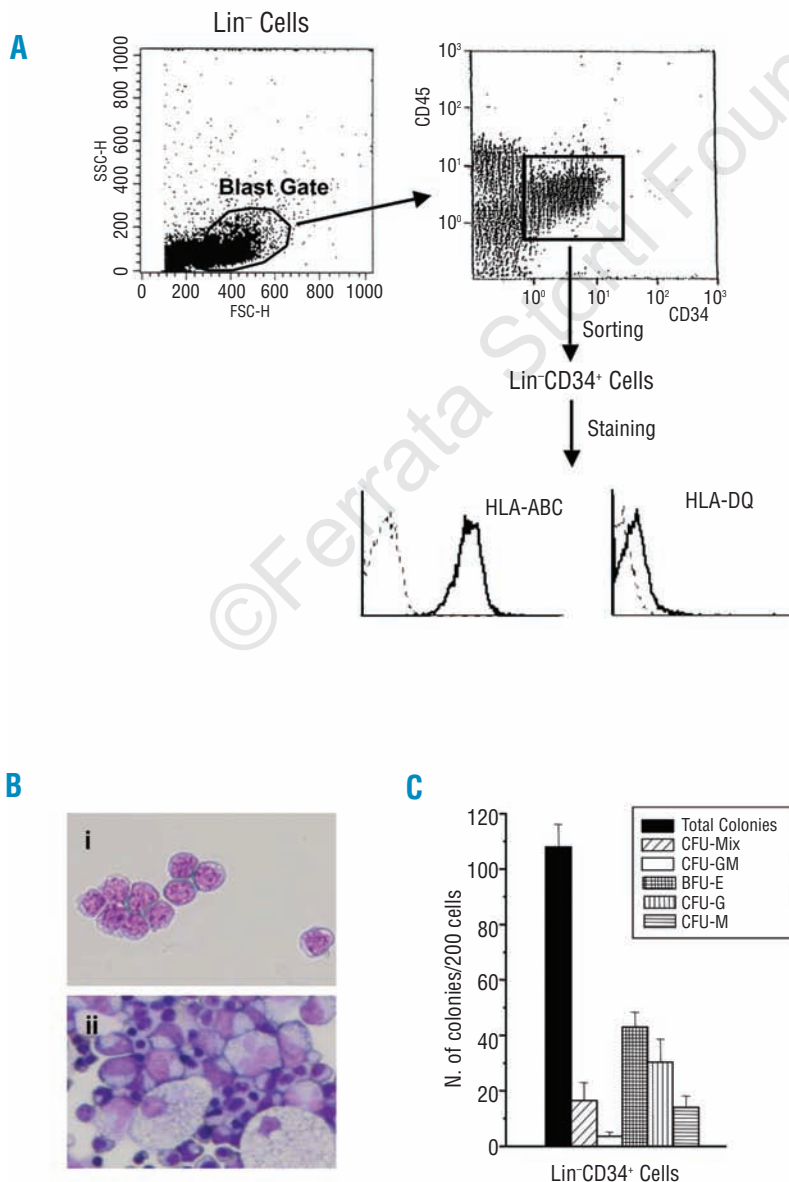 A
Lin⁻ Cells
SSC-H
1000
800
600
400
200
0
Blast Gate
0 200 400 600 800 1000
FSC-H
CD45
10³
10²
10¹
10⁰
10⁰ 10¹ 10² 10³
CD34
Sorting
Lin⁻CD34⁺ Cells
Staining
HLA-ABC
HLA-DQ
©Ferrata Storti Foun
B
i
ii
C
N. of colonies/200 cells
120
100
80
60
40
20
0
Total Colonies
CFU-Mix
CFU-GM
BFU-E
CFU-G
CFU-M
Lin⁻CD34⁺ Cells